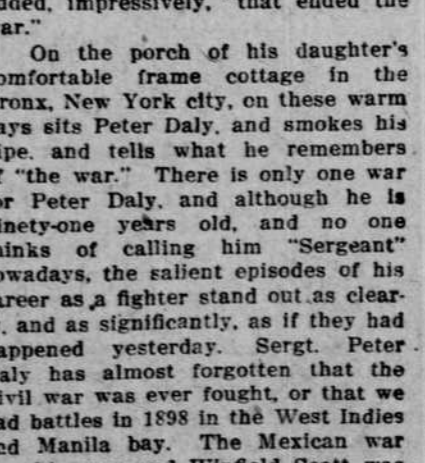 impressively, "that ended the
ar."
On the porch of his daughter's
omfortable frame cottage in the
ronx, New York city, on these warm
ays sits Peter Daly, and smokes his
ipe, and tells what he remembers
"the war." There is only one war
or Peter Daly, and although he is
inety-one years old, and no one
hinks of calling him "Sergeant"
owadays, the salient episodes of his
areer as a fighter stand out as clear-
, and as significantly, as if they had
appened yesterday. Sergt. Peter
aly has almost forgotten that the
ivil war was ever fought, or that we
ad battles in 1898 in the West Indies
ed Manila bay. The Mexican war